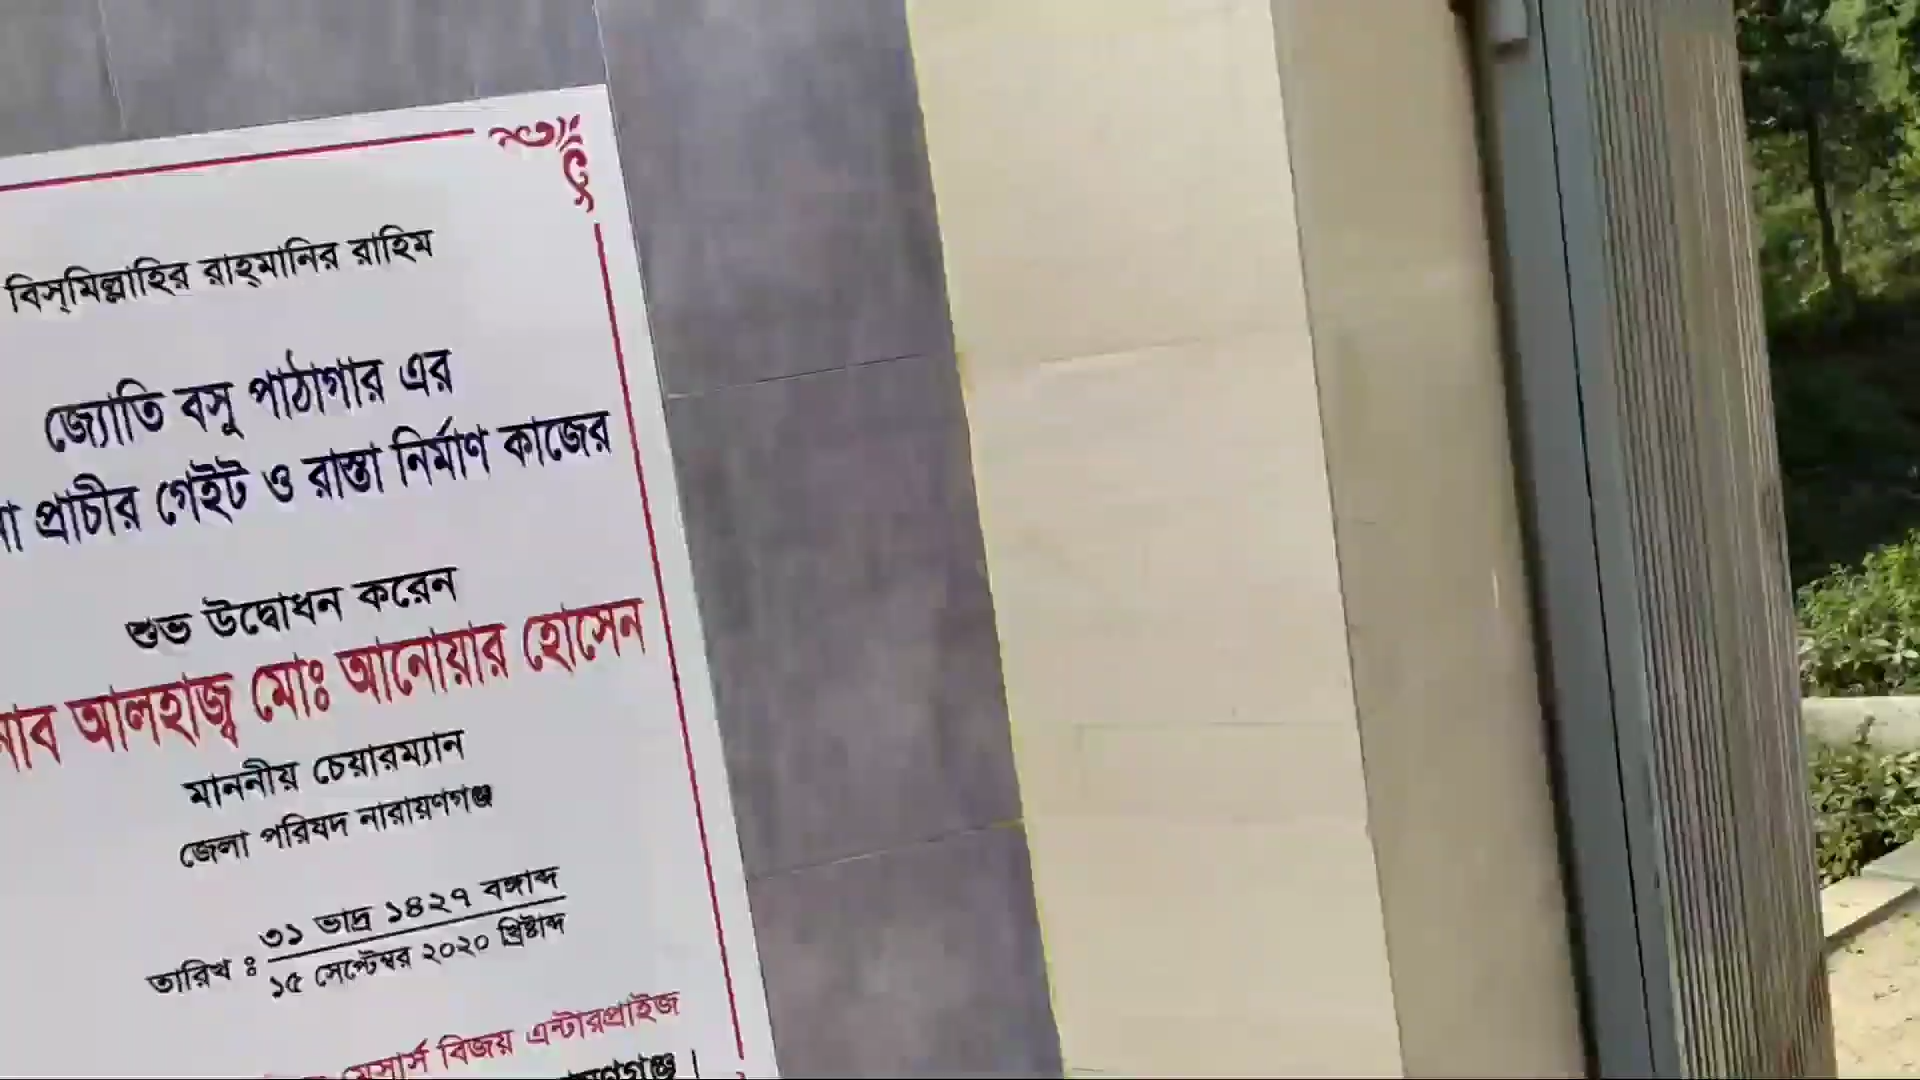 বিস্‌মিল্লাহির রাহ্‌মানির রাহিম
জ্যোতি বসু পাঠাগার এর
প্রাচীর গেইট ও রাস্তা নির্মাণ কাজের
শুভ উদ্বোধন করেন
আলহাজ্ব মোঃ আনোয়ার হোসেন
মাননীয় চেয়ারম্যান
জেলা পরিষদ নারায়ণগঞ্জ
৩১ ভাদ্র ১৪২৭ বঙ্গাব্দ
তারিখ ঃ
১৫ সেপ্টেম্বর ২০২০ খ্রিষ্টাব্দ
মেসার্স বিজয় এন্টারপ্রাইজ